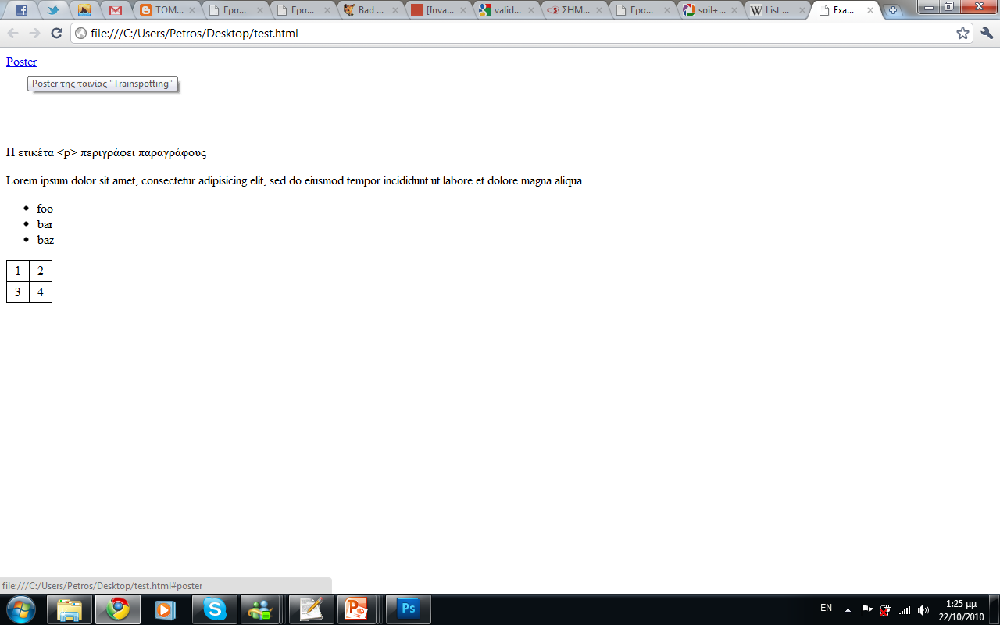 TOM...
Γρα...
Γρα...
Bad ...
[Inva...
valid...
ΣΗΜ...
Γρα...
soil+...
W List ...
Exa...
file:///C:/Users/Petros/Desktop/test.html
Poster
Poster της ταινίας "Trainspotting"
Η ετικέτα <p> περιγράφει παραγράφους
Lorem ipsum dolor sit amet, consectetur adipisicing elit, sed do eiusmod tempor incididunt ut labore et dolore magna aliqua.
• foo
• bar
• baz
1 2
3 4
file:///C:/Users/Petros/Desktop/test.html#poster
Ps
EN
1:25 μμ
22/10/2010